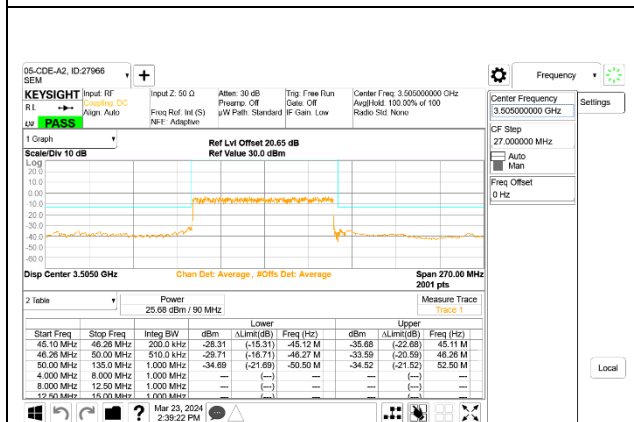 05-CDE-A2, ID:27966
SEM
Frequency
KEYSIGHT
Input: RF
Input Z: 50 Ω
Atten: 30 dB
Trig: Free Run
Center Freq: 3.505000000 GHz
R L
Coupling: DC
Preamp: Off
Gate: Off
Avg|Hold: 100.00% of 100
Align: Auto
Freq Ref: Int (S)
µW Path: Standard
IF Gain: Low
Radio Std: None
PASS
NFE: Adaptive
Center Frequency
3.505000000 GHz
Settings
CF Step
27.000000 MHz
Auto
Man
Freq Offset
0 Hz
1 Graph
Ref Lvl Offset 20.65 dB
Scale/Div 10 dB
Ref Value 30.0 dBm
Log
20.0
10.0
0.00
-10.0
-20.0
-30.0
-40.0
-50.0
-60.0
Disp Center 3.5050 GHz
Chan Det: Average , #Offs Det: Average
Span 270.00 MHz
2001 pts
2 Table
Power
25.68 dBm / 90 MHz
Measure Trace
Trace 1
Lower Upper
Start Freq Stop Freq Integ BW dBm ΔLimit(dB) Freq (Hz) dBm ΔLimit(dB) Freq (Hz)
45.10 MHz 46.26 MHz 200.0 kHz -28.31 (-15.31) -45.12 M -35.68 (-22.68) 45.11 M
46.26 MHz 50.00 MHz 510.0 kHz -29.71 (-16.71) -46.27 M -33.59 (-20.59) 46.26 M
50.00 MHz 135.0 MHz 1.000 MHz -34.69 (-21.69) -50.50 M -34.52 (-21.52) 52.50 M
4.000 MHz 8.000 MHz 1.000 MHz --- (---) --- --- (---) ---
8.000 MHz 12.50 MHz 1.000 MHz --- (---) --- --- (---) ---
12.50 MHz 15.00 MHz 1.000 MHz --- (---) --- --- (---) ---
Local
Mar 23, 2024
2:39:22 PM